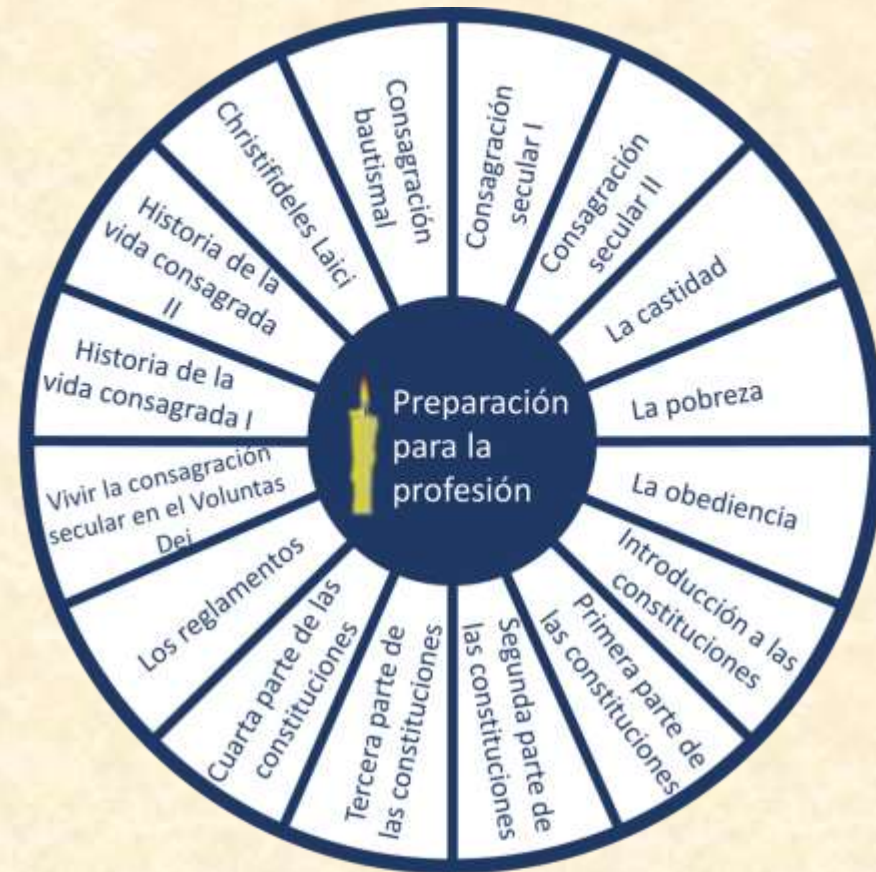 Preparación
para la
profesión
Consagración
secular I
Consagración
secular II
La castidad
La pobreza
La obediencia
Introducción a las
constituciones
Primera parte de
las constituciones
Segunda parte de
las constituciones
Tercera parte de
las constituciones
Cuarta parte de las
constituciones
Los reglamentos
Vivir la consagración
secular en el Voluntas
Dei
Historia de la
vida consagrada I
Historia de la
vida consagrada
II
Christifideles Laici
Consagración
bautismal